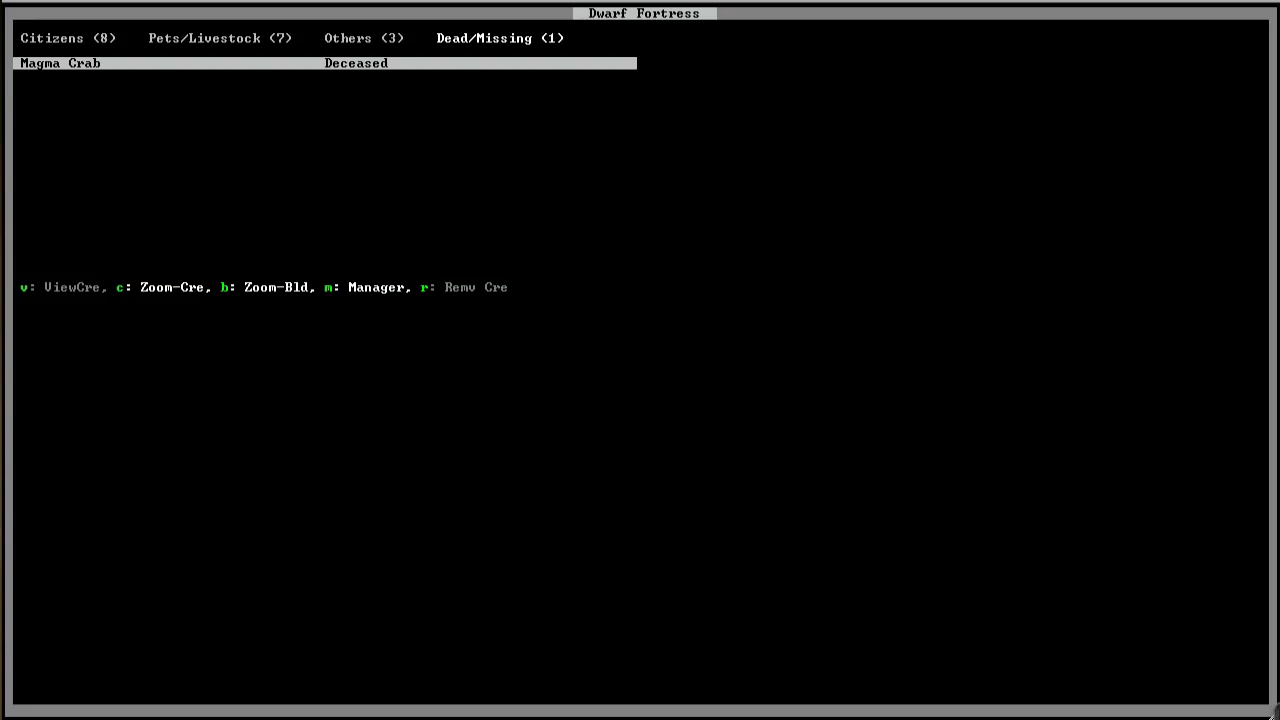 Dwarf Fortress
Citizens (8) Pets/Livestock (7) Others (3) Dead/Missing (1)
Magma Crab Deceased
v: ViewCre, c: Zoom-Cre, b: Zoom-Bld, m: Manager, r: Remv Cre